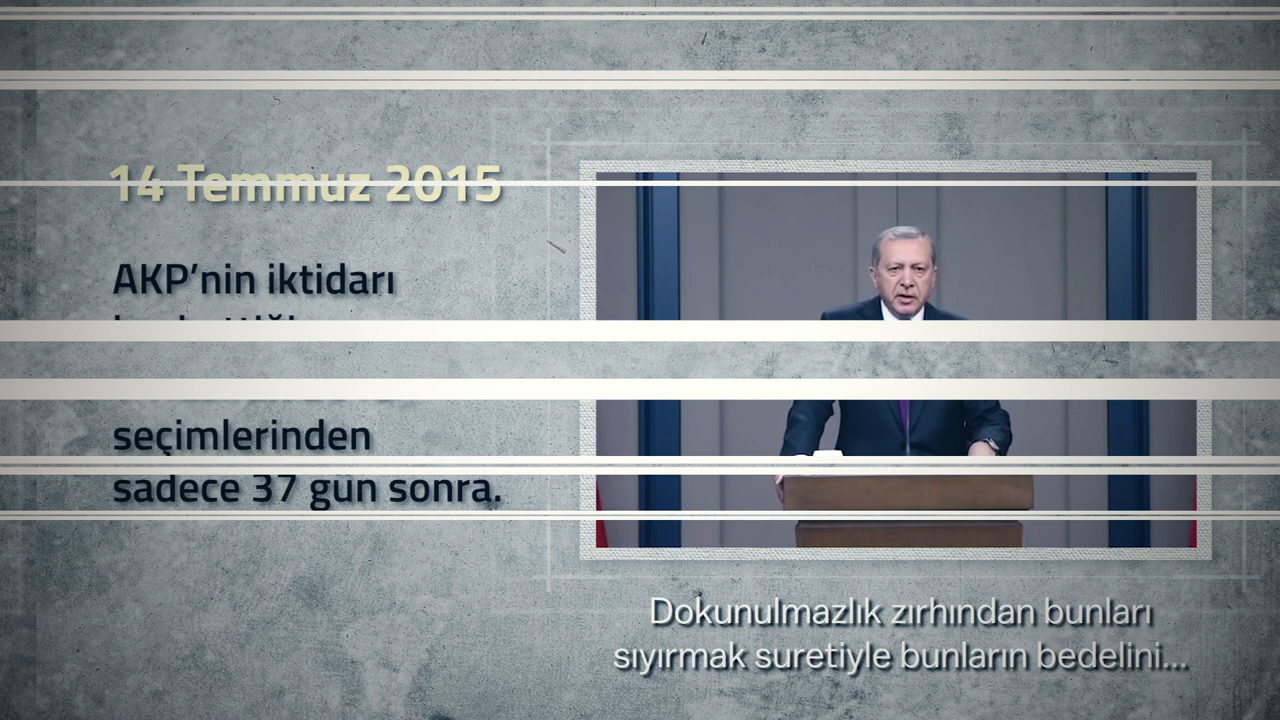 14 Temmuz 2015
AKP’nin iktidarı
seçimlerinden
sadece 37 gün sonra.
Dokunulmazlık zırhından bunları
sıyırmak suretiyle bunların bedelini...